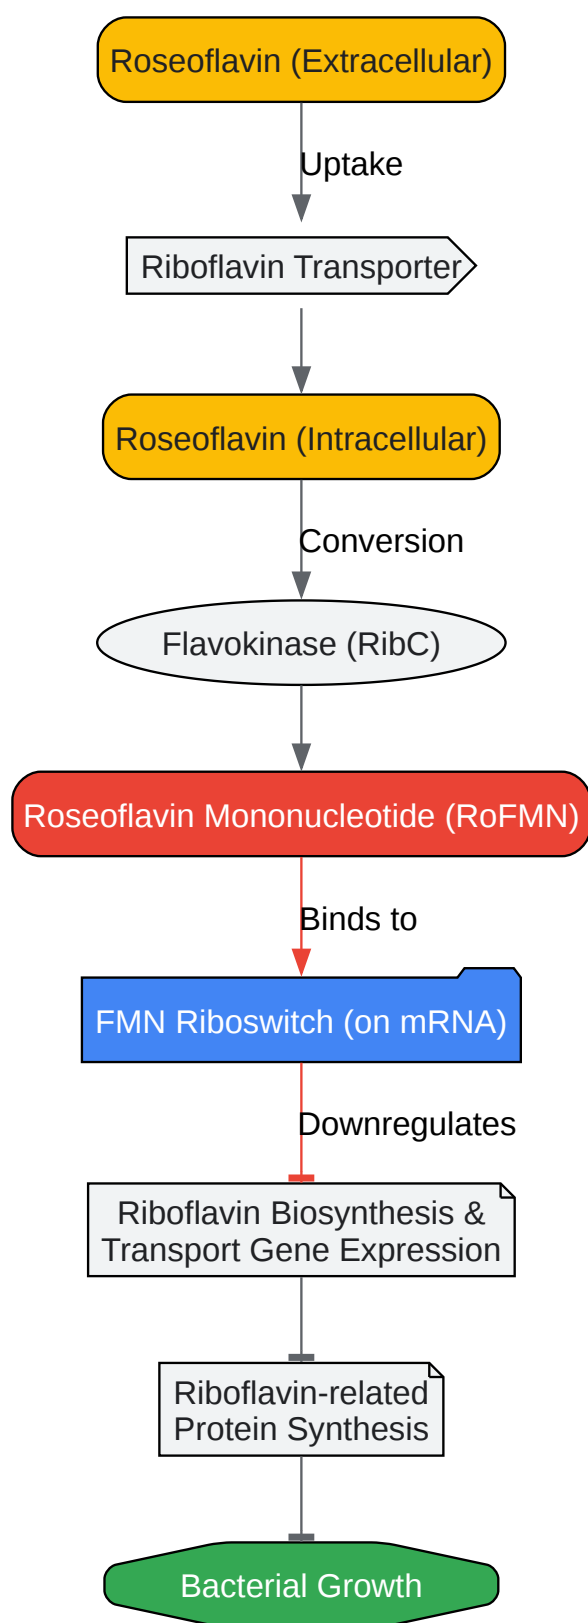 Roseoflavin (Extracellular)
Uptake
Riboflavin Transporter
Roseoflavin (Intracellular)
Conversion
Flavokinase (RibC)
Roseoflavin Mononucleotide (RoFMN)
Binds to
FMN Riboswitch (on mRNA)
Downregulates
Riboflavin Biosynthesis &
Transport Gene Expression
Riboflavin-related
Protein Synthesis
Bacterial Growth